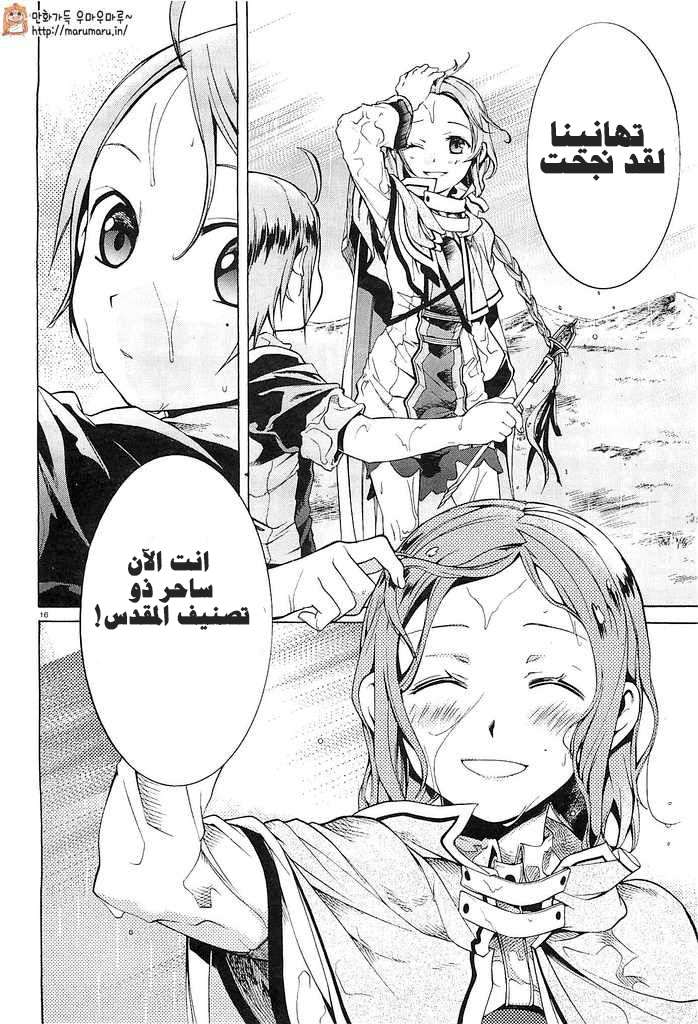 만화가득 우마우마루~
http://marumaru.in/
تهانينا
لقد نجحت
انت الآن
ساحر ذو
تصنيف المقدس!
16